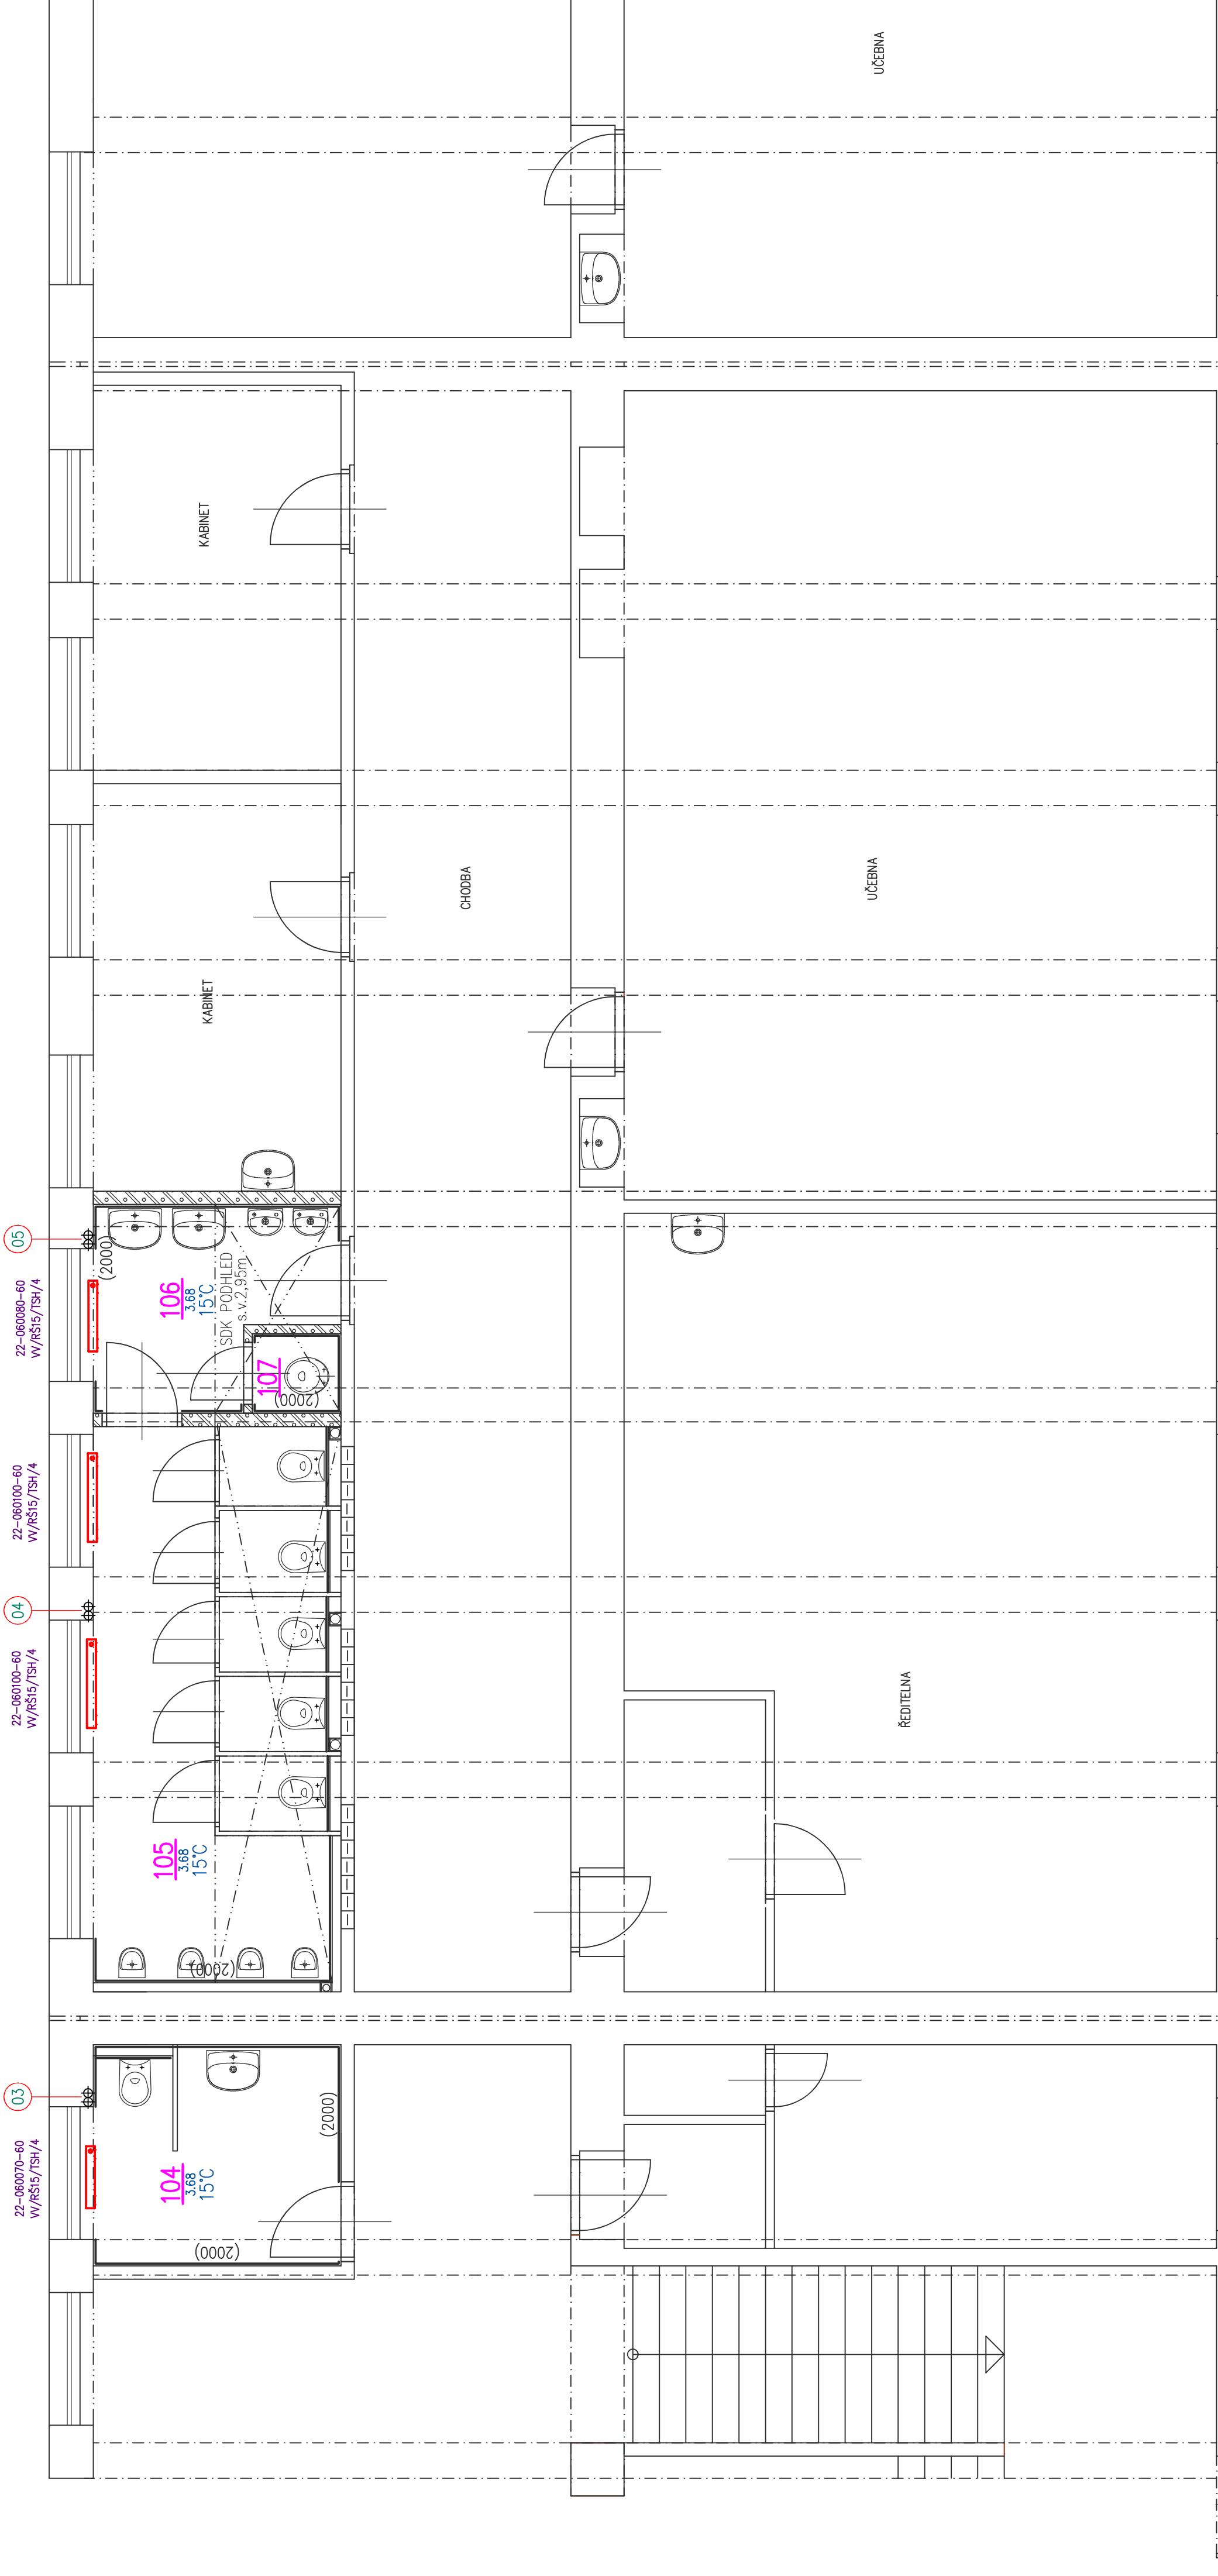 UČEBNA
KABINET
CHODBA
UČEBNA
KABINET
05
22-060080-60
VV/RŠ15/TSH/4
(2000)
106
3.68
15°C
SDK PODHLED
s.v.2,95m
X
107
(2000)
22-060100-60
VV/RŠ15/TSH/4
04
22-060100-60
VV/RŠ15/TSH/4
ŘEDITELNA
105
3.68
15°C
(2000)
03
22-060070-60
VV/RŠ15/TSH/4
(2000)
104
3.68
15°C
(2000)